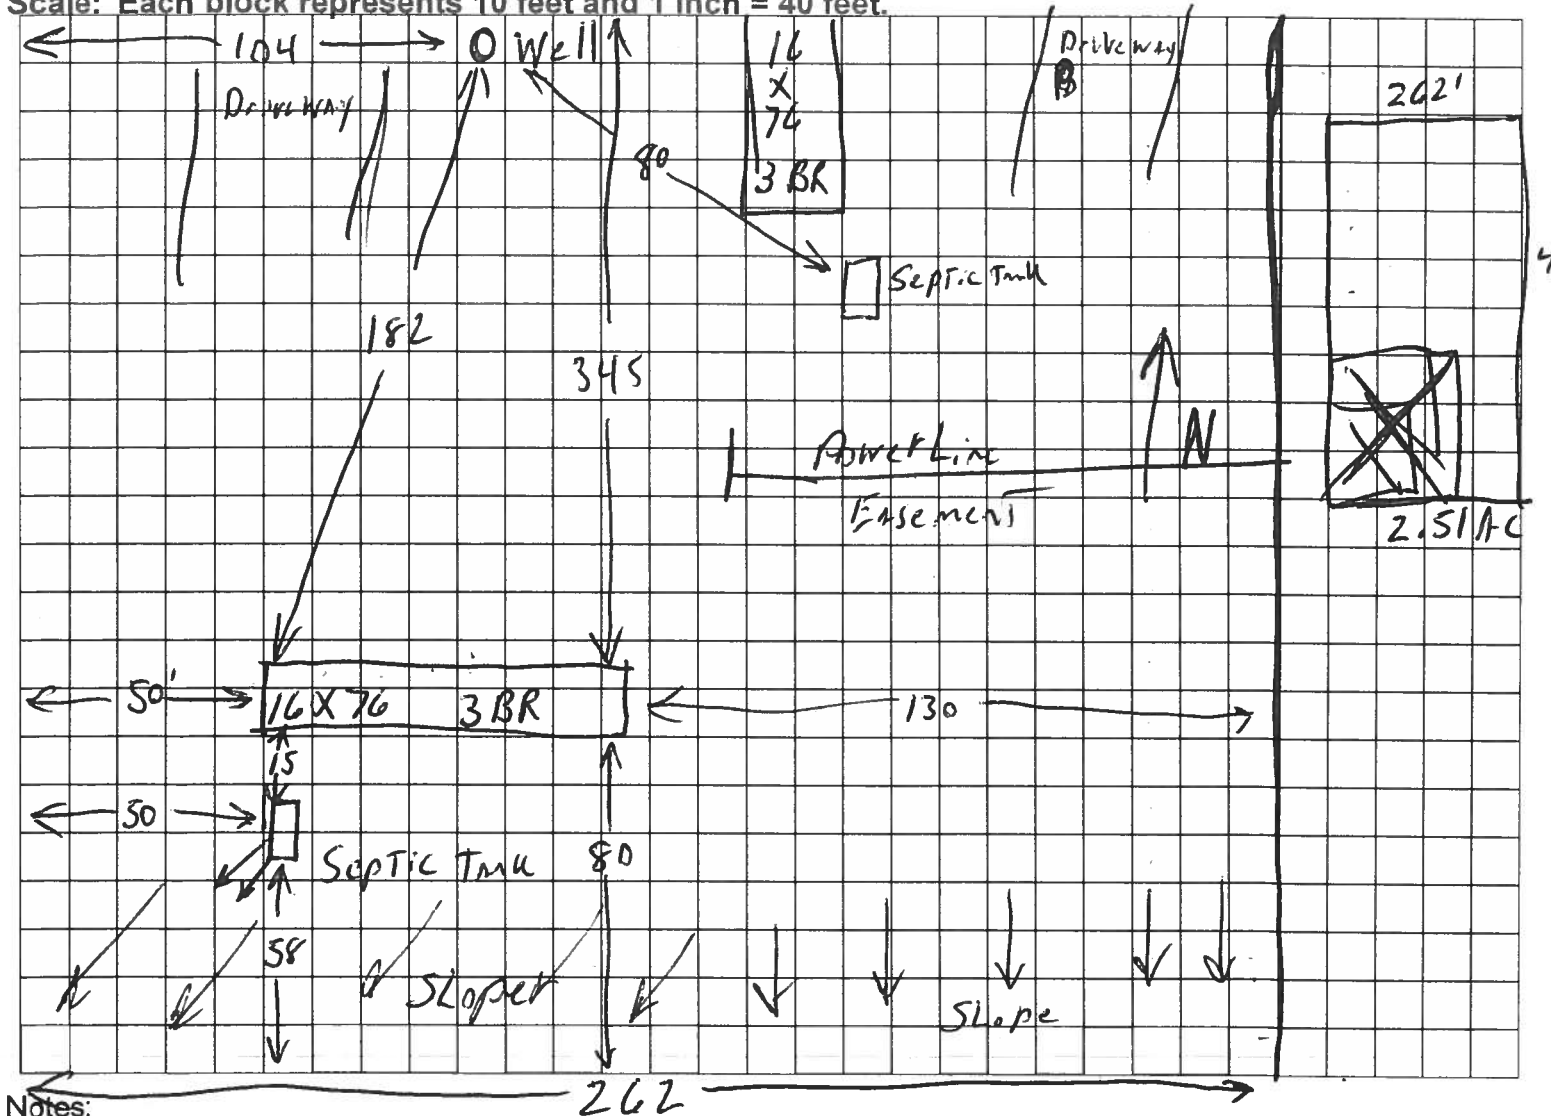 Scale: Each block represents 10 feet and 1 inch = 40 feet.
104
Well
16
X
76
3 BR
Driveway
Driveway
262'
80
Septic Tank
182
345
N
Power Line
Easement
2.51 AC
50'
16 X 76 3 BR
130
15
50
Septic Tank
80
58
Slope
Slope
262
Notes: